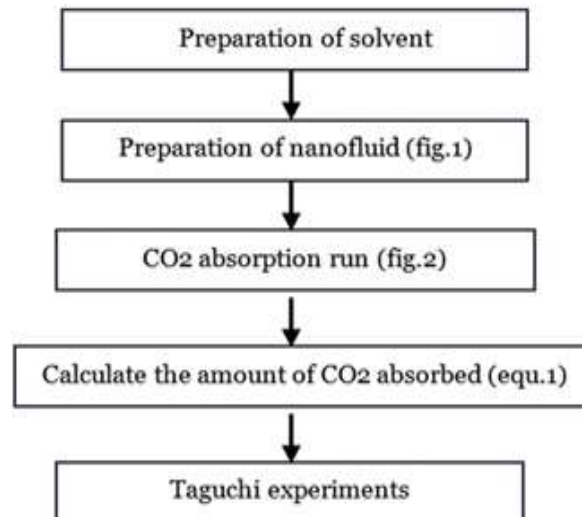 Preparation of solvent
Preparation of nanofluid (fig.1)
CO2 absorption run (fig.2)
Calculate the amount of CO2 absorbed (equ.1)
Taguchi experiments